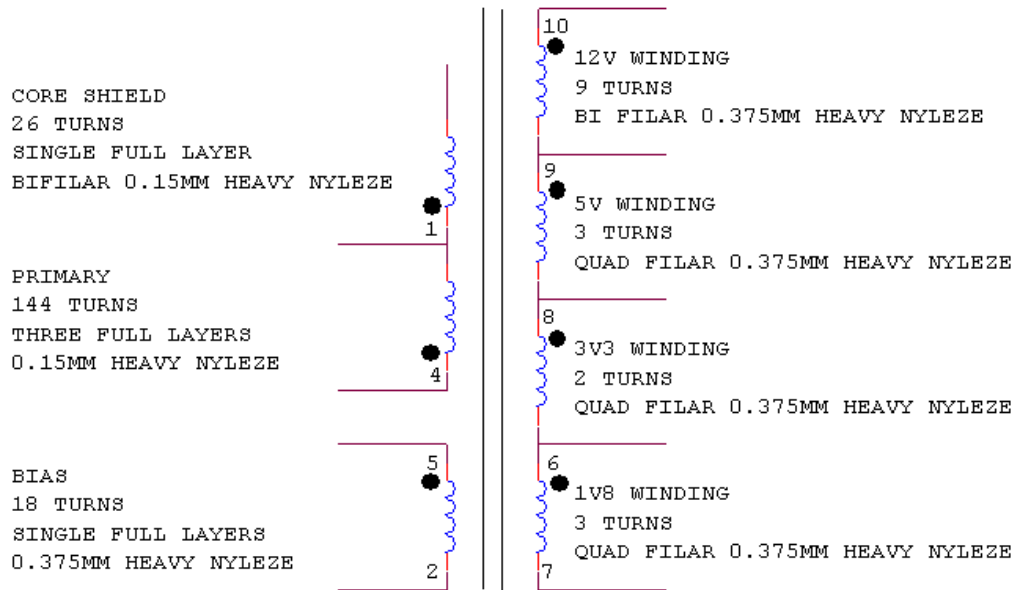 CORE SHIELD
26 TURNS
SINGLE FULL LAYER
BIFILAR 0.15MM HEAVY NYLEZE
1
PRIMARY
144 TURNS
THREE FULL LAYERS
0.15MM HEAVY NYLEZE
4
BIAS
18 TURNS
SINGLE FULL LAYERS
0.375MM HEAVY NYLEZE
5
2
10
12V WINDING
9 TURNS
BI FILAR 0.375MM HEAVY NYLEZE
9
5V WINDING
3 TURNS
QUAD FILAR 0.375MM HEAVY NYLEZE
8
3V3 WINDING
2 TURNS
QUAD FILAR 0.375MM HEAVY NYLEZE
6
1V8 WINDING
3 TURNS
QUAD FILAR 0.375MM HEAVY NYLEZE
7